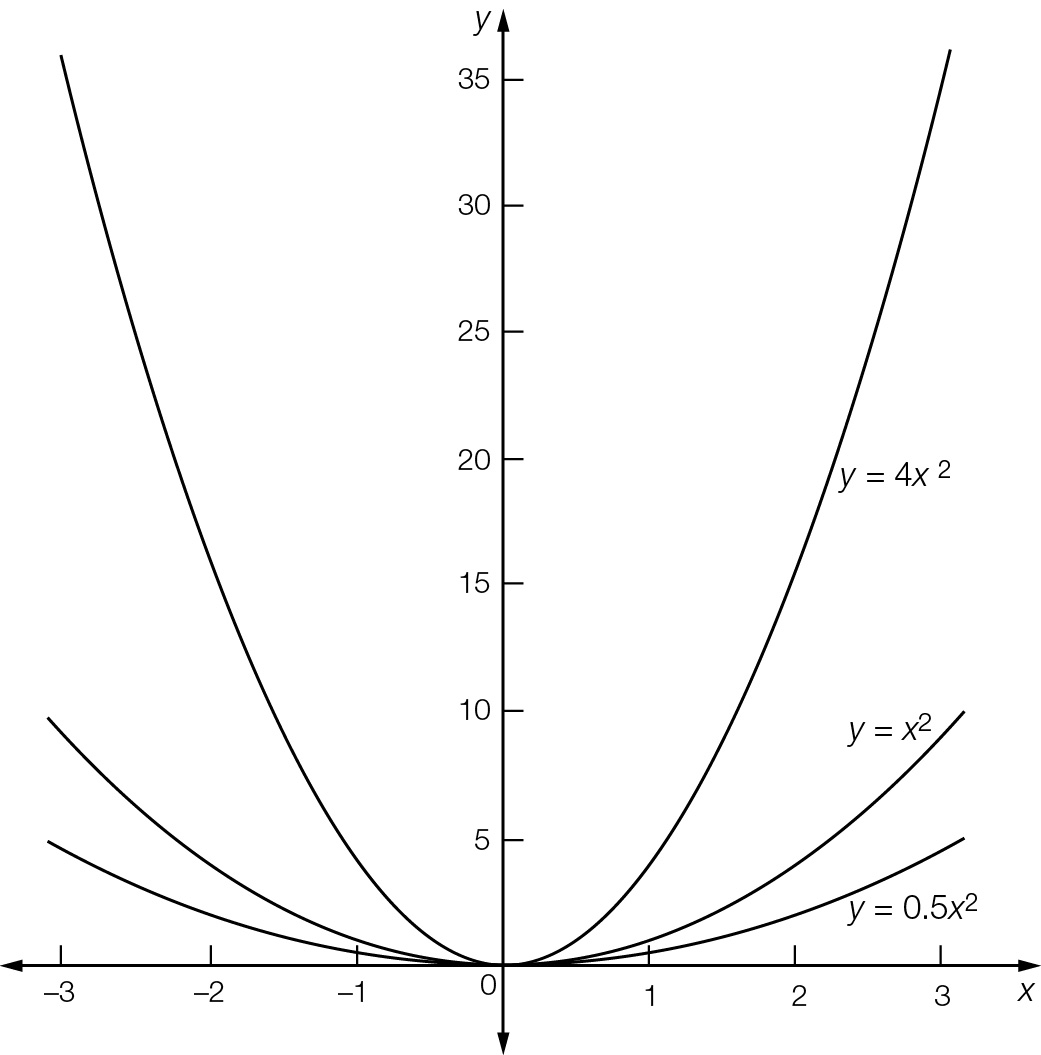 y
35
30
25
20
y = 4x ²
15
10
y = x²
5
y = 0.5x²
–3 –2 –1 0 1 2 3 x